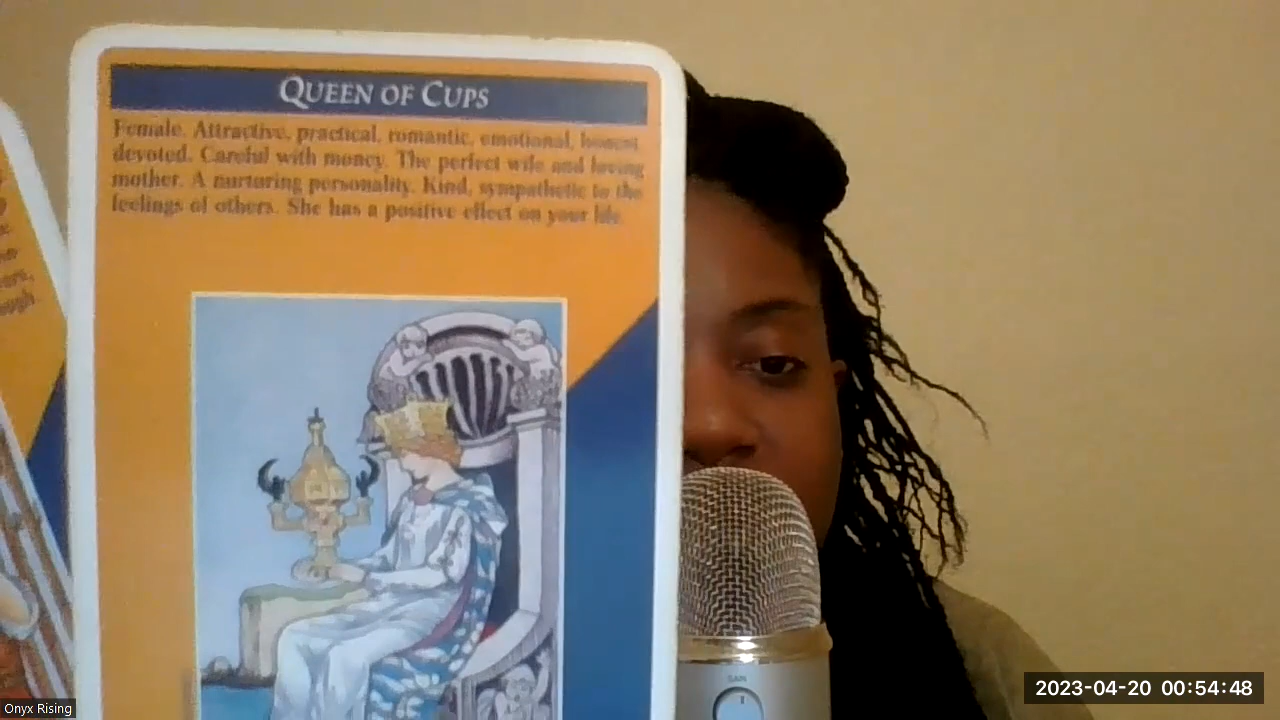 QUEEN OF CUPS
Female. Attractive, practical, romantic, emotional, honest,
devoted. Careful with money. The perfect wife and loving
mother. A nurturing personality. Kind, sympathetic to the
feelings of others. She has a positive effect on your life.
GAIN
2023-04-20 00:54:48
Onyx Rising